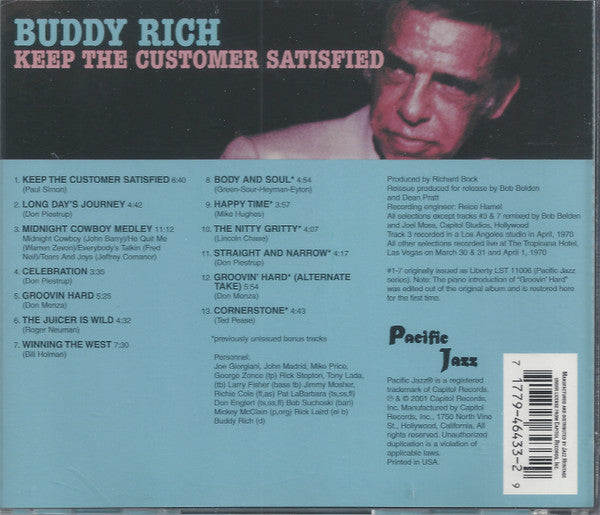 BUDDY RICH
KEEP THE CUSTOMER SATISFIED
1. KEEP THE CUSTOMER SATISFIED 6:40
(Paul Simon)
2. LONG DAY'S JOURNEY 4:42
(Don Piestrup)
3. MIDNIGHT COWBOY MEDLEY 11:12
Midnight Cowboy (John Barry)/He Quit Me
(Warren Zevon)/Everybody's Talkin (Fred
Neil)/Tears And Joys (Jeffrey Comanor)
4. CELEBRATION 3:35
(Don Piestrup)
5. GROOVIN HARD 5:25
(Don Menza)
6. THE JUICER IS WILD 4:32
(Roger Neuman)
7. WINNING THE WEST 7:30
(Bill Holman)
8. BODY AND SOUL* 4:54
(Green-Sour-Heyman-Eyton)
9. HAPPY TIME* 3:57
(Mike Hughes)
10. THE NITTY GRITTY* 4:07
(Lincoln Chase)
11. STRAIGHT AND NARROW* 4:17
(Don Piestrup)
12. GROOVIN' HARD* (ALTERNATE
TAKE) 5:54
(Don Menza)
13. CORNERSTONE* 4:43
(Ted Pease)
*previously unissued bonus tracks
Personnel:
Joe Giorgiani, John Madrid, Mike Price,
George Zonce (tp) Rick Stepton, Tony Lada,
(tb) Larry Fisher (bass tb) Jimmy Mosher,
Richie Cole (fl,as) Pat LaBarbera (ts,ss,fl)
Don Englert (ts,ss,fl) Bob Suchoski (bari)
Mickey McClain (p,org) Rick Laird (el b)
Buddy Rich (d)
Produced by Richard Bock
Reissue produced for release by Bob Belden
and Dean Pratt
Recording engineer: Reice Hamel
All selections except tracks #3 & 7 remixed by Bob Belden
and Joel Moss, Capitol Studios, Hollywood
Track 3 recorded in a Los Angeles studio in April, 1970
All other selections recorded live at The Tropicana Hotel,
Las Vegas on March 30 & 31 and April 1, 1970
#1-7 originally issued as Liberty LST 11006 (Pacific Jazz
series). Note: The piano introduction of "Groovin' Hard"
was edited out of the original album and is restored here
for the first time.
Pacific
Jazz
Pacific Jazz® is a registered
trademark of Capitol Records.
℗ & © 2001 Capitol Records,
Inc. Manufactured by Capitol
Records, Inc., 1750 North Vine
St., Hollywood, California. All
rights reserved. Unauthorized
duplication is a violation of
applicable laws.
Printed in USA.
7 17779-46433-2 9
MANUFACTURED AND DISTRIBUTED BY JAZZ HERITAGE
UNDER LICENSE FROM CAPITOL RECORDS, INC.